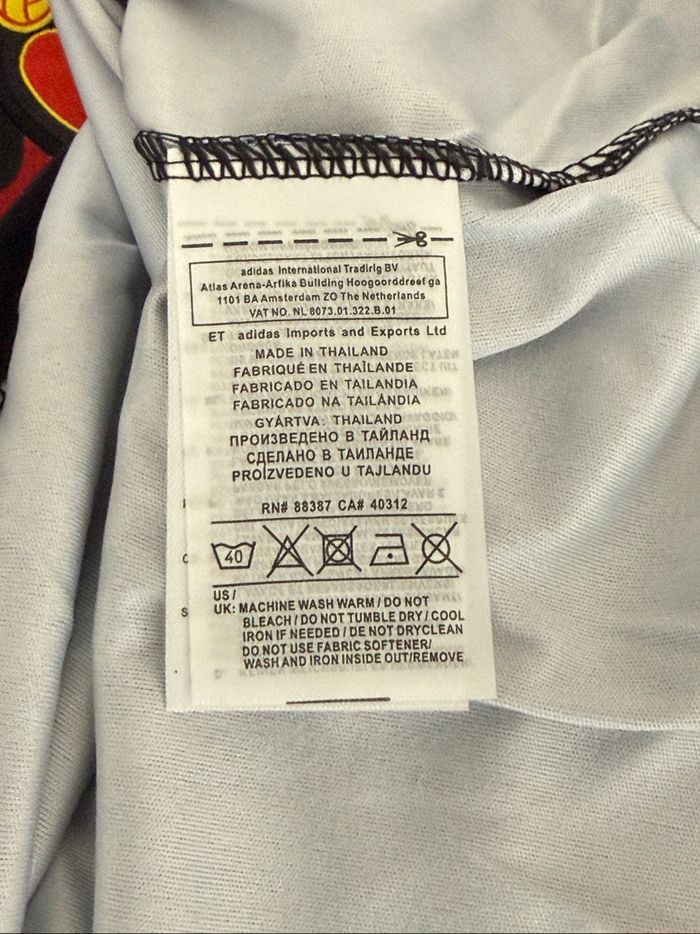 adidas International Tradirlg BV
Atlas Arena-Arfika Building Hoogoorddreef ga
1101 BA Amsterdam ZO The Netherlands
VAT NO. NL 8073.01.322.B.01
ET adidas Imports and Exports Ltd
MADE IN THAILAND
FABRIQUÉ EN THAÏLANDE
FABRICADO EN TAILANDIA
FABRICADO NA TAILÂNDIA
GYÁRTVA: THAILAND
ПРОИЗВЕДЕНО В ТАЙЛАНД
СДЕЛАНО В ТАИЛАНДЕ
PROIZVEDENO U TAJLANDU
RN# 88387 CA# 40312
40
US /
UK: MACHINE WASH WARM / DO NOT
BLEACH / DO NOT TUMBLE DRY / COOL
IRON IF NEEDED / DE NOT DRYCLEAN
DO NOT USE FABRIC SOFTENER/
WASH AND IRON INSIDE OUT/REMOVE